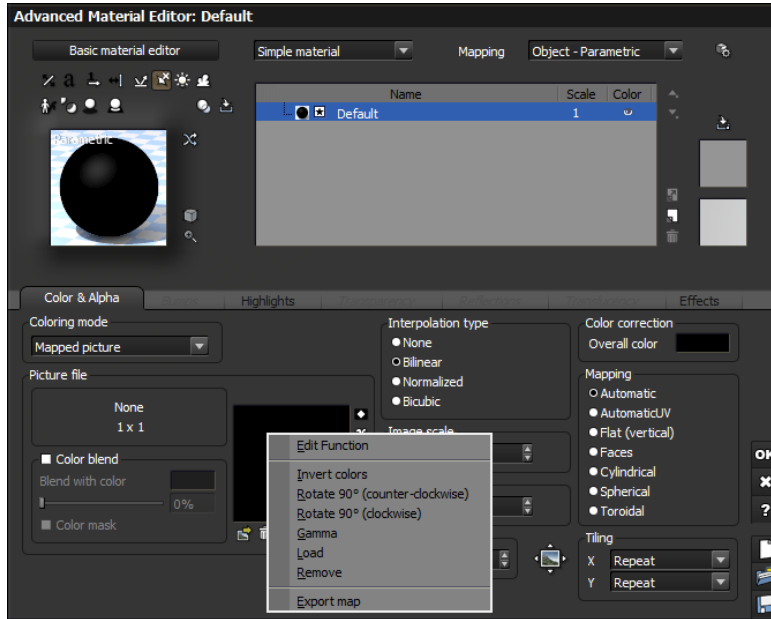 Advanced Material Editor: Default
Basic material editor
Simple material
Mapping
Object - Parametric
Name Scale Color
Default 1
Parametric
Color & Alpha Highlights Effects
Coloring mode
Mapped picture
Picture file
None
1 x 1
Color blend
Blend with color
0%
Color mask
Interpolation type
None
Bilinear
Normalized
Bicubic
Image scale
Color correction
Overall color
Mapping
Automatic
AutomaticUV
Flat (vertical)
Faces
Cylindrical
Spherical
Toroidal
Tiling
X Repeat
Y Repeat
Edit Function
Invert colors
Rotate 90° (counter-clockwise)
Rotate 90° (clockwise)
Gamma
Load
Remove
Export map
OK
?